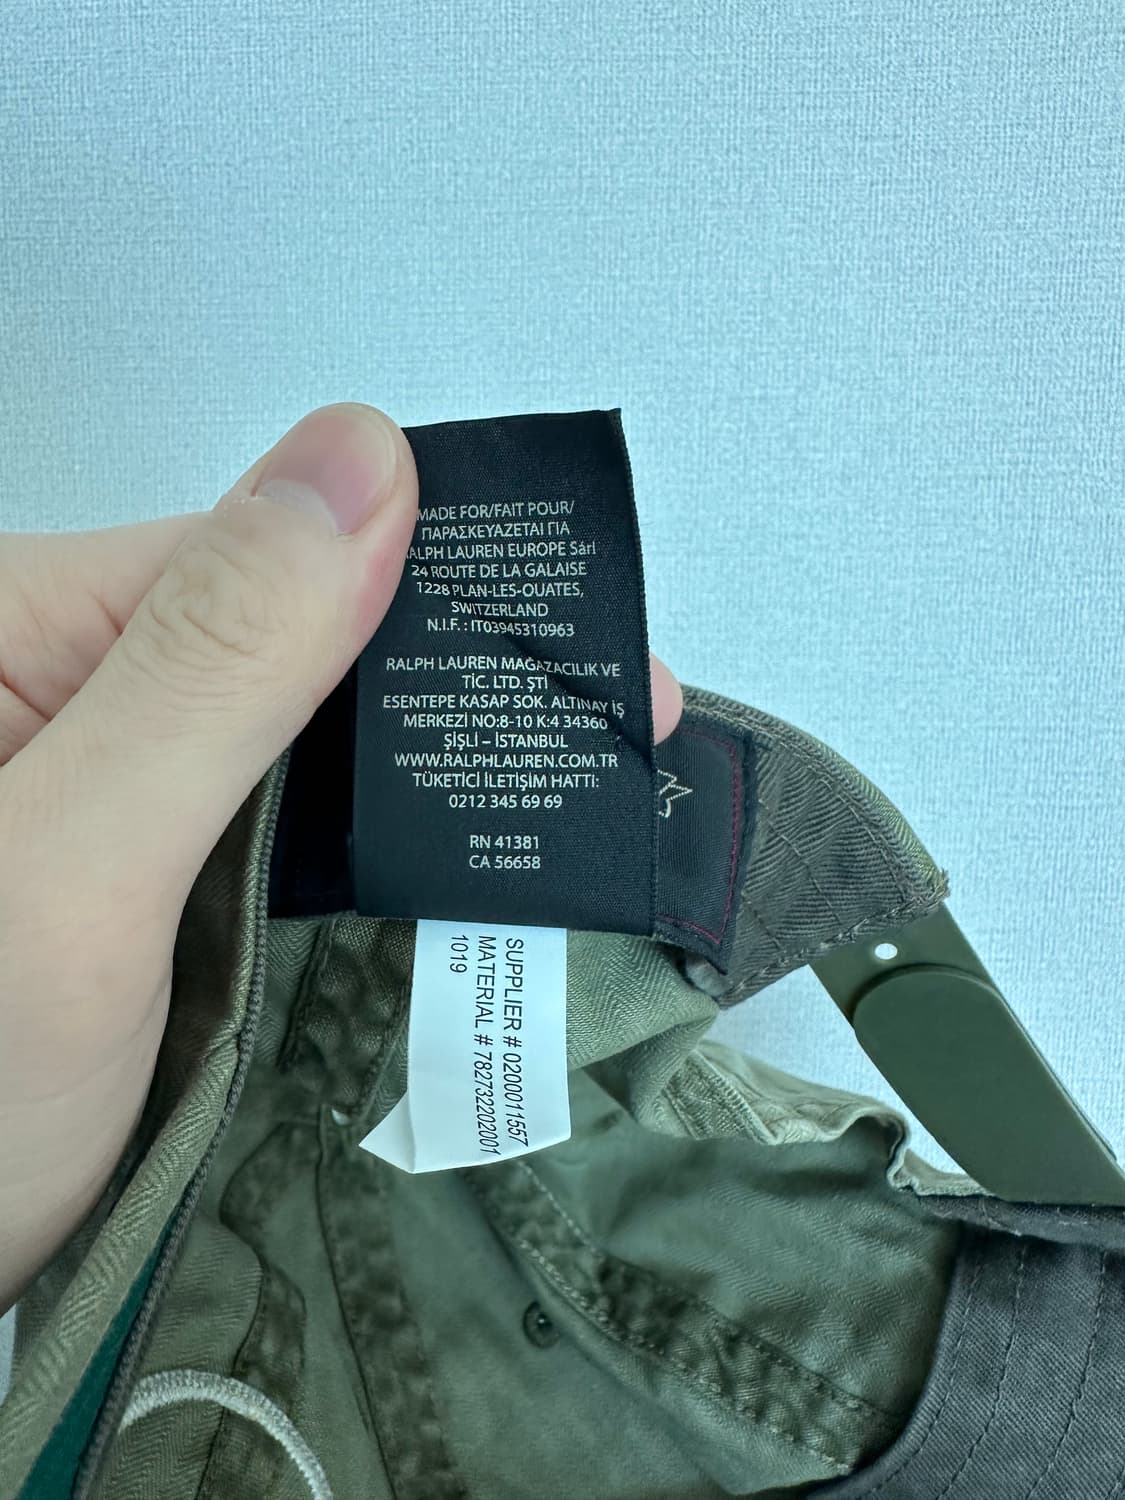 MADE FOR/FAIT POUR/
ΠΑΡΑΣΚΕΥΑΖΕΤΑΙ ΓΙΑ
RALPH LAUREN EUROPE Sárl
24 ROUTE DE LA GALAISE
1228 PLAN-LES-OUATES,
SWITZERLAND
N.I.F. : IT03945310963
RALPH LAUREN MAĞAZACILIK VE
TİC. LTD. ŞTİ
ESENTEPE KASAP SOK. ALTINAY İŞ
MERKEZİ NO:8-10 K:4 34360
ŞİŞLİ – İSTANBUL
WWW.RALPHLAUREN.COM.TR
TÜKETİCİ İLETİŞİM HATTI:
0212 345 69 69
RN 41381
CA 56658
SUPPLIER # 0200011557
MATERIAL # 782732202001
1019